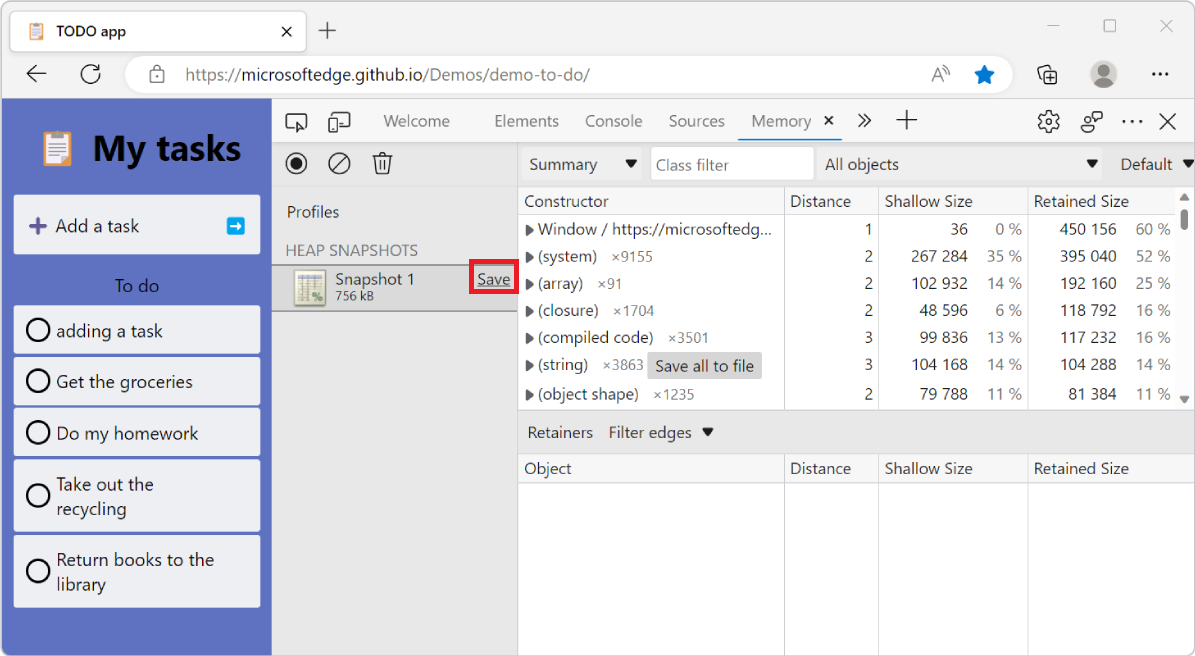 TODO app
https://microsoftedge.github.io/Demos/demo-to-do/
My tasks
Add a task
To do
adding a task
Get the groceries
Do my homework
Take out the
recycling
Return books to the
library
Welcome Elements Console Sources Memory
Profiles
HEAP SNAPSHOTS
Snapshot 1
756 kB
Save
Summary Class filter All objects Default
Constructor Distance Shallow Size Retained Size
Window / https://microsoftedg... 1 36 0 % 450 156 60 %
(system) ×9155 2 267 284 35 % 395 040 52 %
(array) ×91 2 102 932 14 % 192 160 25 %
(closure) ×1704 2 48 596 6 % 118 792 16 %
(compiled code) ×3501 3 99 836 13 % 117 232 16 %
(string) ×3863 Save all to file 3 104 168 14 % 104 288 14 %
(object shape) ×1235 2 79 788 11 % 81 384 11 %
Retainers Filter edges
Object Distance Shallow Size Retained Size